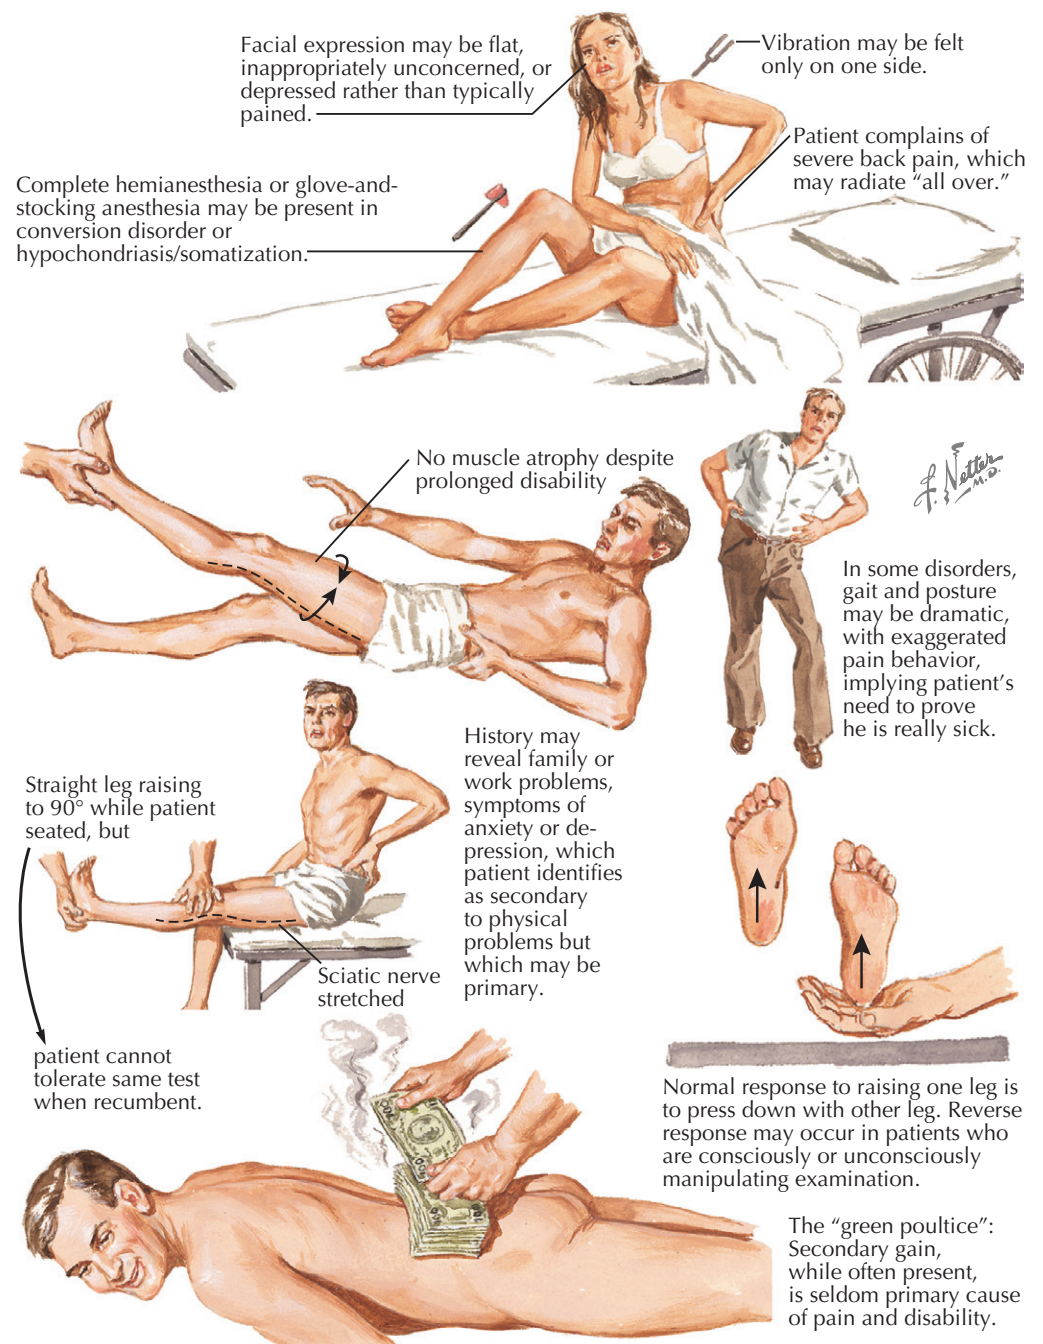 Facial expression may be flat,
inappropriately unconcerned, or
depressed rather than typically
pained.
Vibration may be felt
only on one side.
Patient complains of
severe back pain, which
may radiate “all over.”
Complete hemianesthesia or glove-and-
stocking anesthesia may be present in
conversion disorder or
hypochondriasis/somatization.
No muscle atrophy despite
prolonged disability
F. Netter
M.D.
In some disorders,
gait and posture
may be dramatic,
with exaggerated
pain behavior,
implying patient’s
need to prove
he is really sick.
History may
reveal family or
work problems,
symptoms of
anxiety or de-
pression, which
patient identifies
as secondary
to physical
problems but
which may be
primary.
Straight leg raising
to 90° while patient
seated, but
Sciatic nerve
stretched
patient cannot
tolerate same test
when recumbent.
Normal response to raising one leg is
to press down with other leg. Reverse
response may occur in patients who
are consciously or unconsciously
manipulating examination.
The “green poultice”:
Secondary gain,
while often present,
is seldom primary cause
of pain and disability.